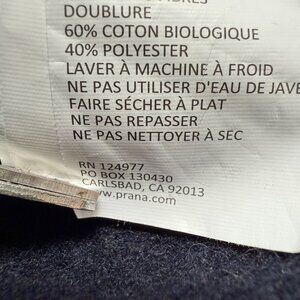 DOUBLURE
60% COTON BIOLOGIQUE
40% POLYESTER
LAVER À MACHINE À FROID
NE PAS UTILISER D'EAU DE JAVE
FAIRE SÉCHER À PLAT
NE PAS REPASSER
NE PAS NETTOYER À SEC
RN 124977
PO BOX 130430
CARLSBAD, CA 92013
www.prana.com